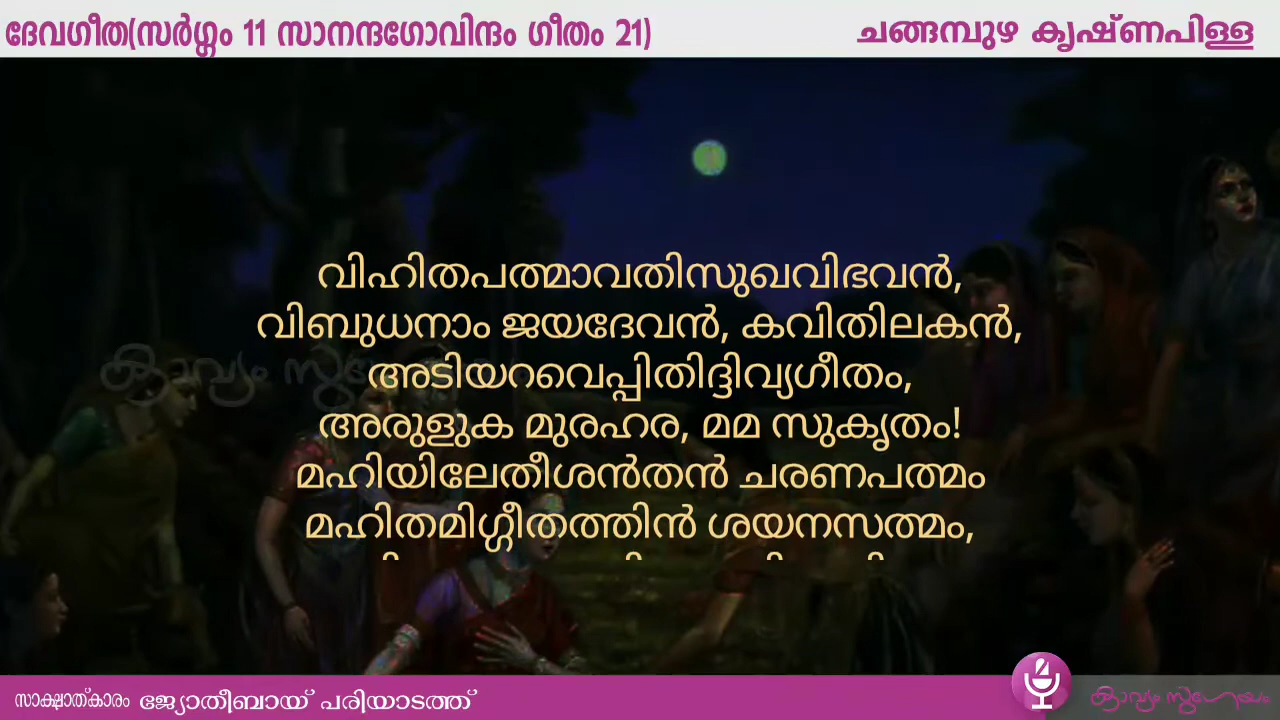 ദേവഗീത(സർഗ്ഗം 11 സാനന്ദഗോവിന്ദം ഗീതം 21)
ചങ്ങമ്പുഴ കൃഷ്ണപിള്ള
വിഹിതപത്മാവതിസുഖവിഭവൻ,
വിബുധനാം ജയദേവൻ, കവിതിലകൻ,
അടിയറവെപ്പിതിദ്ദിവ്യഗീതം,
അരുളുക മുരഹര, മമ സുകൃതം!
മഹിയിലേതീശൻതൻ ചരണപത്മം
മഹിതമിഗ്ഗീതത്തിൻ ശയനസത്മം,
കാവ്യം സുഗേയം
സാക്ഷാത്കാരം ജ്യോതീബായ് പരിയാടത്ത്
കാവ്യം സുഗേയം